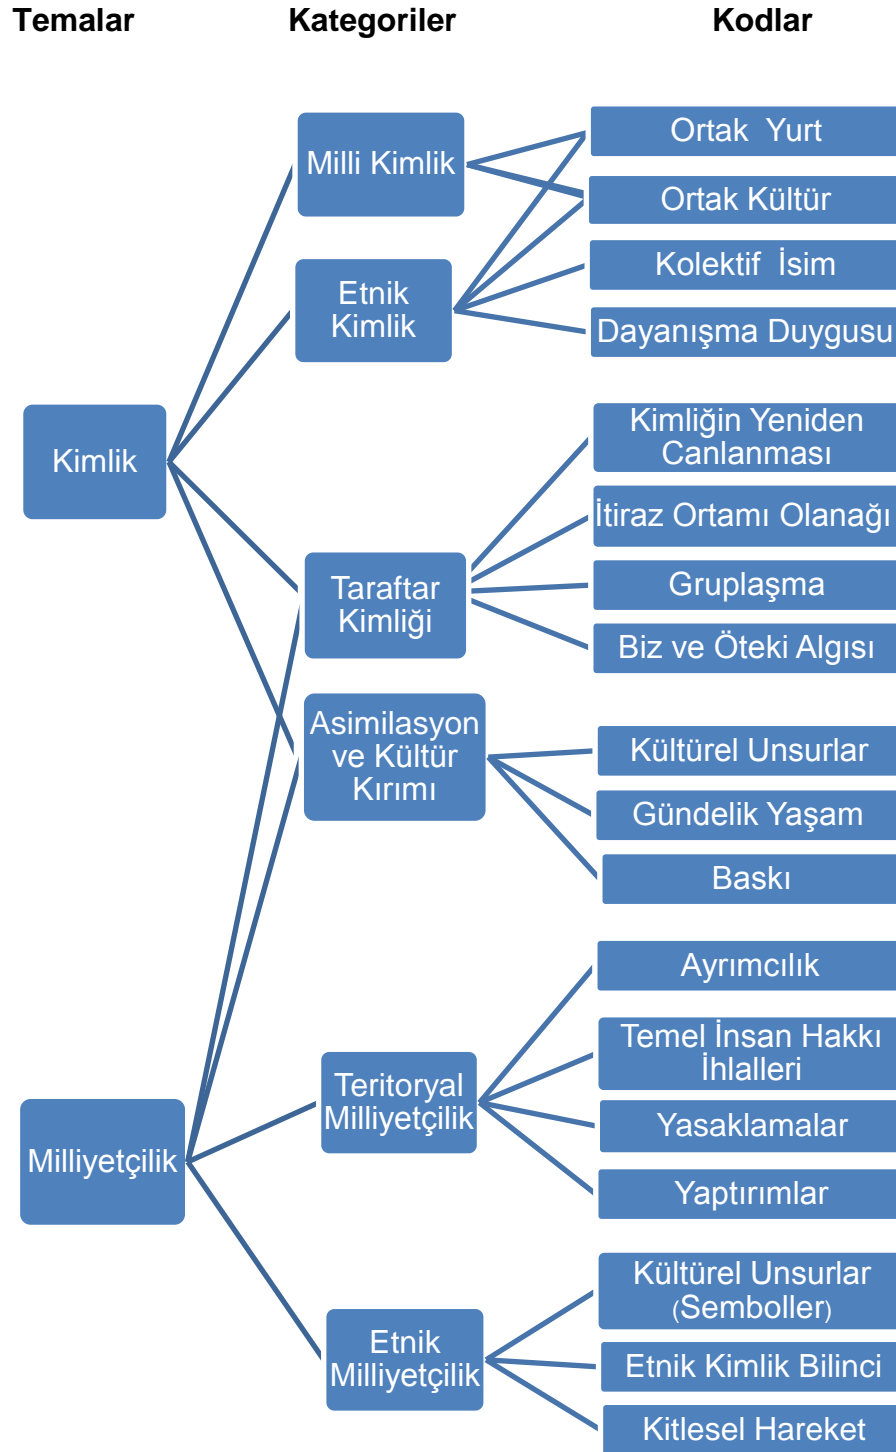 Temalar
Kategoriler
Kodlar
Milli Kimlik
Etnik
Kimlik
Ortak Yurt
Ortak Kültür
Kolektif İsim
Dayanışma Duygusu
Kimlik
Taraftar
Kimliği
Kimliğin Yeniden
Canlanması
İtiraz Ortamı Olanağı
Gruplaşma
Biz ve Öteki Algısı
Asimilasyon
ve Kültür
Kırımı
Kültürel Unsurlar
Gündelik Yaşam
Baskı
Milliyetçilik
Teritoryal
Milliyetçilik
Ayrımcılık
Temel İnsan Hakkı
İhlalleri
Yasaklamalar
Yaptırımlar
Etnik
Milliyetçilik
Kültürel Unsurlar
(Semboller)
Etnik Kimlik Bilinci
Kitlesel Hareket